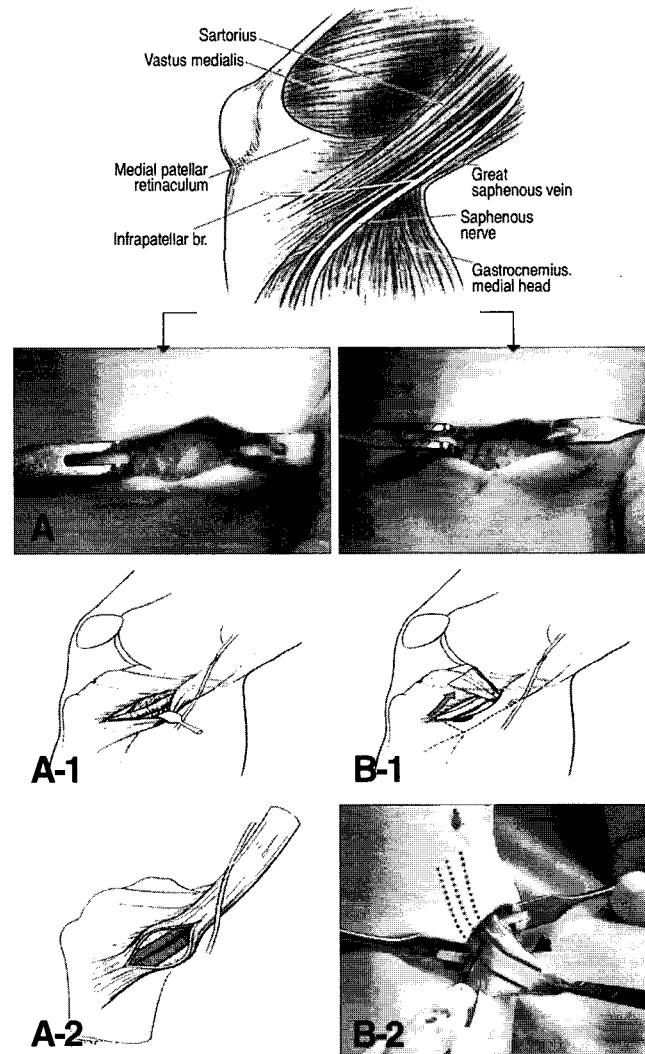 Sartorius
Vastus medialis
Medial patellar
retinaculum
Infrapatellar br.
Great
saphenous vein
Saphenous
nerve
Gastrocnemius.
medial head
A
B
A-1
B-1
A-2
B-2